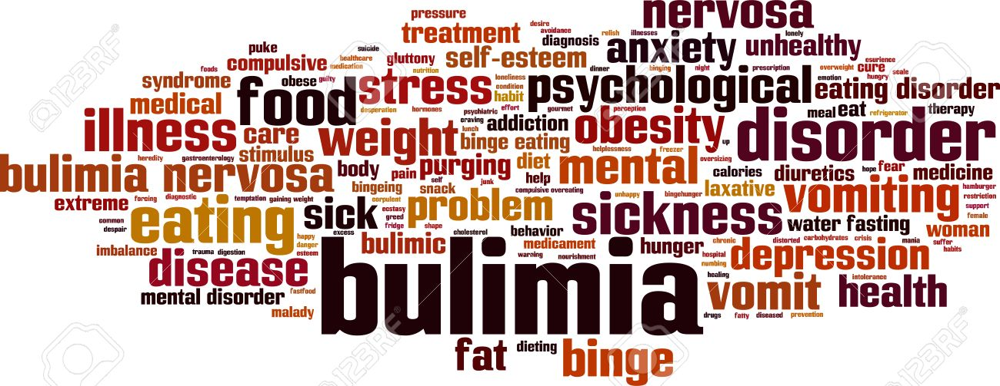 nervosa
pressure
desire
treatment
avoidance
diagnosis
relish
illnesses
anxiety
lonely
unhealthy
puke
suicide
compulsive
healthcare
medication
gluttony
self-esteem
nutrition
dinner
binging
night
prescription
overweight
esurience
cure
scale
foods
syndrome
obese
guilty
food
stress
loneliness
condition
habit
psychological
emotion
hungry
eating disorder
medical
desperation
hormones
effort
psychiatric
gourmet
perception
meal
eat
refrigerator
therapy
illness
care
weight
craving
lunch
addiction
obesity
up
disorder
heredity
gastroenterology
stimulus
binge eating
helplessness
freezer
oversizing
bulimia nervosa
body
pain
purging
diet
mental
calories
diuretics
hope
fear
medicine
help
self
junk
bingeing
snack
compulsive overeating
unhappy
bingehunger
laxative
vomiting
hamburger
restriction
extreme
forcing
diagnostic
temptation
gaining weight
corpulent
ecstasy
greed
problem
support
female
common
despair
eating
sick
fridge
shape
sickness
water fasting
woman
happy
danger
esteem
excess
cholesterol
behavior
imbalance
trauma
digestion
bulimic
medicament
hunger
chronic
distorted
carbohydrates
crisis
mania
suffer
habits
disease
bulimia
warning
nourishment
hospital
numbing
depression
healing
intolerance
mental disorder
fastfood
vomit
health
malady
drugs
fatty
diseased
prevention
fat
dieting
binge
123RF